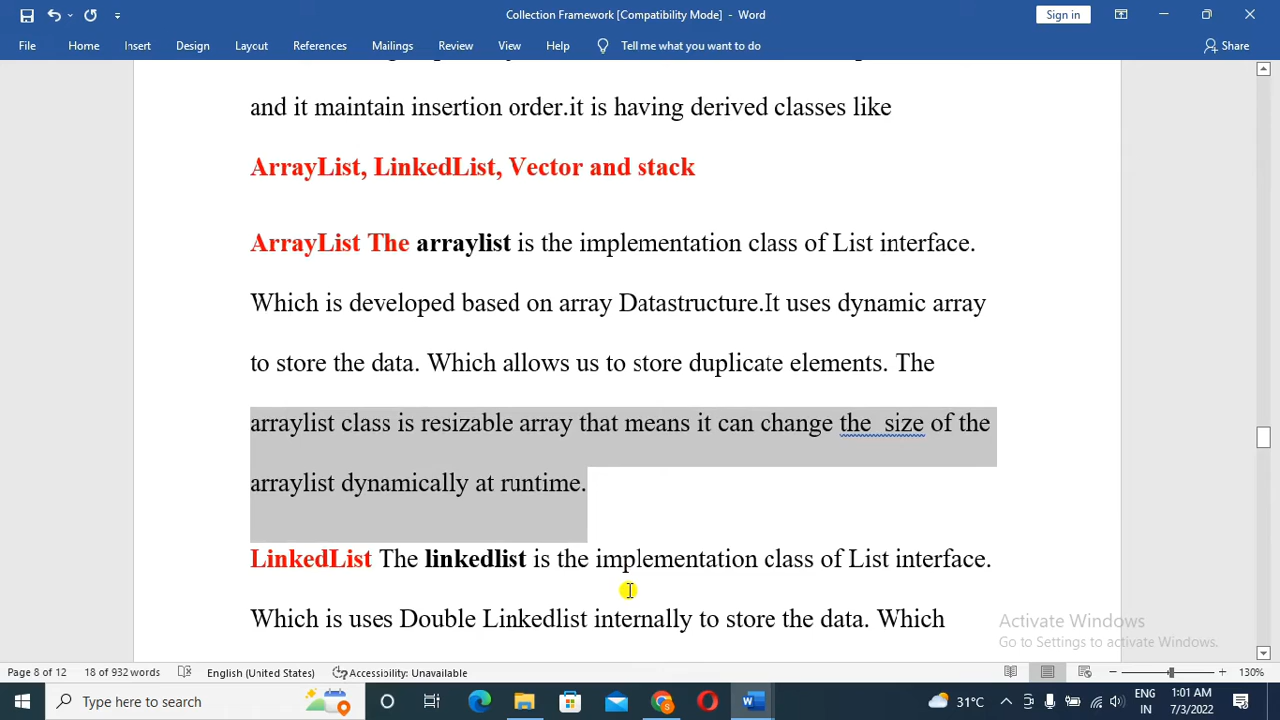 Collection Framework [Compatibility Mode] - Word
Sign in
File Home Insert Design Layout References Mailings Review View Help Tell me what you want to do Share
and it maintain insertion order.it is having derived classes like
ArrayList, LinkedList, Vector and stack
ArrayList The arraylist is the implementation class of List interface.
Which is developed based on array Datastructure.It uses dynamic array
to store the data. Which allows us to store duplicate elements. The
arraylist class is resizable array that means it can change the size of the
arraylist dynamically at runtime.
LinkedList The linkedlist is the implementation class of List interface.
Which is uses Double Linkedlist internally to store the data. Which
Activate Windows
Go to Settings to activate Windows.
Page 8 of 12 18 of 932 words English (United States) Accessibility: Unavailable 130%
Type here to search 31°C ENG IN 1:01 AM 7/3/2022